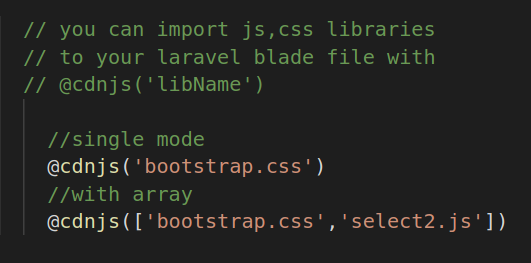 // you can import js,css libraries
// to your laravel blade file with
// @cdnjs('libName')
//single mode
@cdnjs('bootstrap.css')
//with array
@cdnjs(['bootstrap.css','select2.js'])